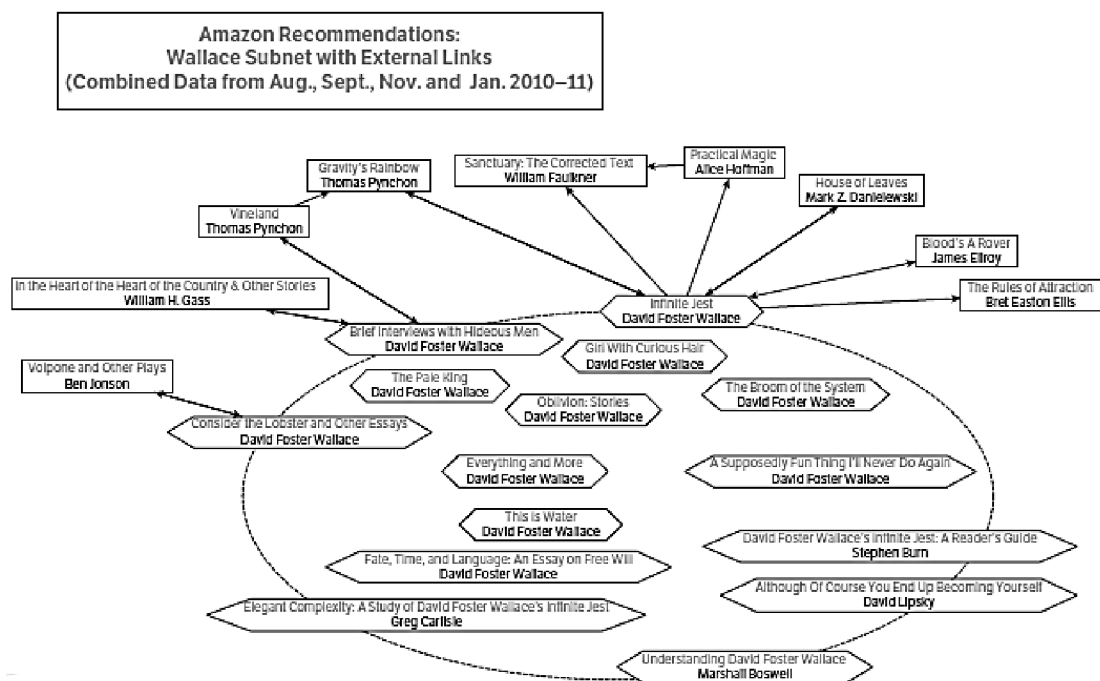 Amazon Recommendations:
Wallace Subnet with External Links
(Combined Data from Aug., Sept., Nov. and Jan. 2010–11)
Gravity's Rainbow
Thomas Pynchon
Sanctuary: The Corrected Text
William Faulkner
Practical Magic
Alice Hoffman
House of Leaves
Mark Z. Danielewski
Vineland
Thomas Pynchon
Blood's A Rover
James Ellroy
In the Heart of the Heart of the Country & Other Stories
William H. Gass
The Rules of Attraction
Bret Easton Ellis
Infinite Jest
David Foster Wallace
Brief Interviews with Hideous Men
David Foster Wallace
Girl With Curious Hair
David Foster Wallace
Volpone and Other Plays
Ben Jonson
The Pale King
David Foster Wallace
The Broom of the System
David Foster Wallace
Oblivion: Stories
David Foster Wallace
Consider the Lobster and Other Essays
David Foster Wallace
Everything and More
David Foster Wallace
A Supposedly Fun Thing I'll Never Do Again
David Foster Wallace
This Is Water
David Foster Wallace
David Foster Wallace's Infinite Jest: A Reader's Guide
Stephen Burn
Fate, Time, and Language: An Essay on Free Will
David Foster Wallace
Although Of Course You End Up Becoming Yourself
David Lipsky
Elegant Complexity: A Study of David Foster Wallace's Infinite Jest
Greg Carlisle
Understanding David Foster Wallace
Marshall Boswell